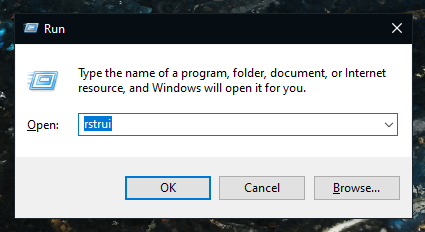 Run
Type the name of a program, folder, document, or Internet
resource, and Windows will open it for you.
Open: rstrui
OK Cancel Browse...